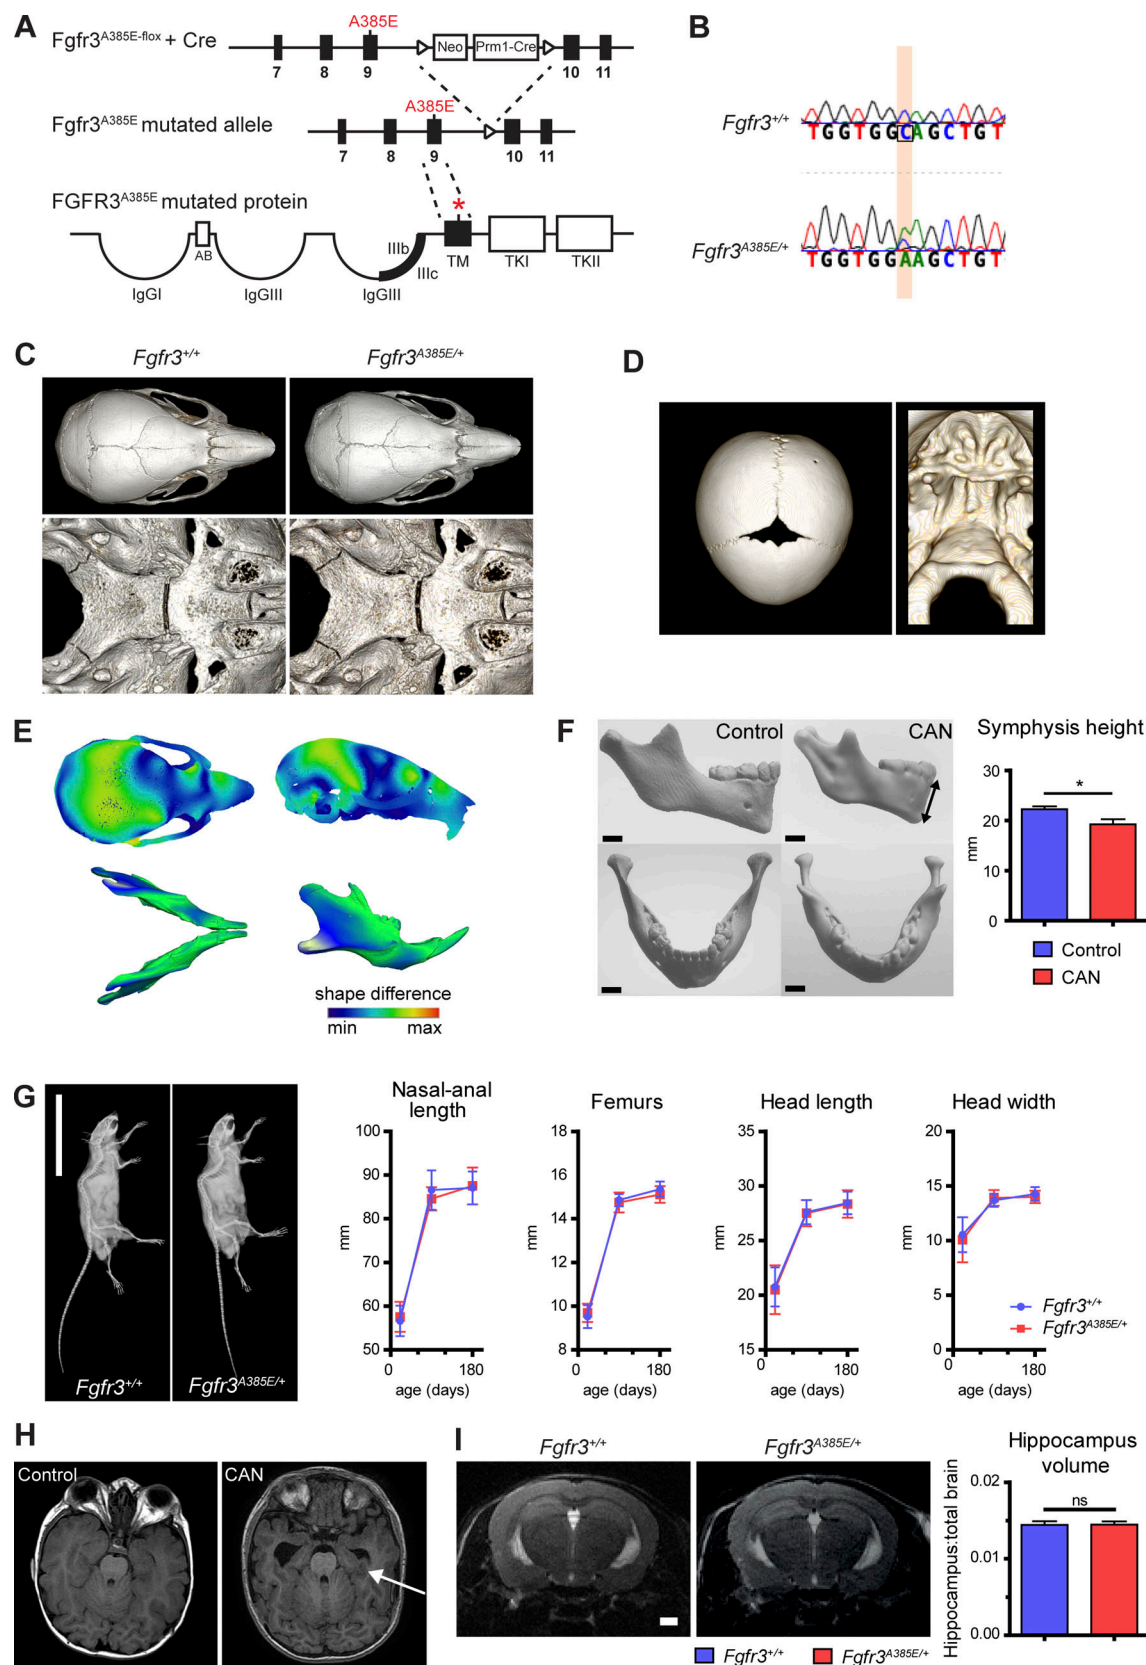 A
Fgfr3A385E-flox + Cre
A385E
Neo
Prm1-Cre
7 8 9 10 11
Fgfr3A385E mutated allele
A385E
7 8 9 10 11
FGFR3A385E mutated protein
*
AB
IIIb
IIIc
TM
TKI
TKII
IgGI
IgGIII
IgGIII
B
Fgfr3+/+
TGGTGGCAGCTGT
Fgfr3A385E/+
TGGTGGAAGCTGT
C
Fgfr3+/+
Fgfr3A385E/+
D
E
shape difference
min max
F
Control
CAN
Symphysis height
30
20
10
0
mm
*
Control
CAN
G
Fgfr3+/+
Fgfr3A385E/+
Nasal-anal
length
100
90
80
70
60
50
mm
0 180
age (days)
Femurs
18
16
14
12
10
8
mm
0 180
age (days)
Head length
35
30
25
20
15
mm
0 180
age (days)
Head width
20
15
10
5
0
mm
0 180
age (days)
Fgfr3+/+
Fgfr3A385E/+
H
Control
CAN
I
Fgfr3+/+
Fgfr3A385E/+
Fgfr3+/+
Fgfr3A385E/+
Hippocampus
volume
0.02
0.01
0.00
Hippocampus:total brain
ns